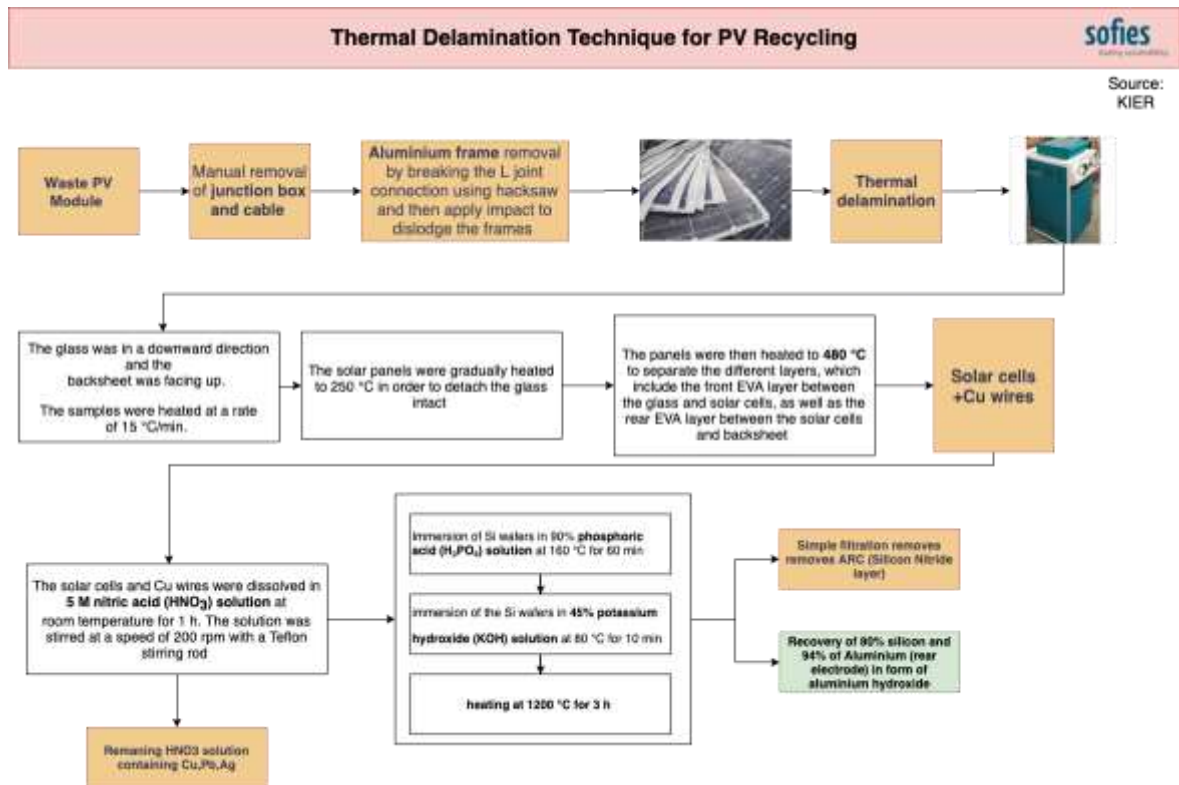 Thermal Delamination Technique for PV Recycling
sofies
Source:
KIER
Waste PV
Module
Manual removal
of junction box
and cable
Aluminium frame removal
by breaking the L joint
connection using hacksaw
and then apply impact to
dislodge the frames
Thermal
delamination
The glass was in a downward direction
and the
backsheet was facing up.
The samples were heated at a rate
of 15 °C/min.
The solar panels were gradually heated
to 250 °C in order to detach the glass
intact
The panels were then heated to 480 °C
to separate the different layers, which
include the front EVA layer between
the glass and solar cells, as well as the
rear EVA layer between the solar cells
and backsheet
Solar cells
+Cu wires
The solar cells and Cu wires were dissolved in
5 M nitric acid (HNO3) solution at
room temperature for 1 h. The solution was
stirred at a speed of 200 rpm with a Teflon
stirring rod
Remaning HNO3 solution
containing Cu,Pb,Ag
Immersion of Si wafers in 90% phosphoric
acid (H₃PO₄) solution at 160 °C for 60 min
immersion of the Si wafers in 45% potassium
hydroxide (KOH) solution at 80 °C for 10 min
heating at 1200 °C for 3 h
Simple filtration removes
removes ARC (Silicon Nitride
layer)
Recovery of 80% silicon and
94% of Aluminium (rear
electrode) in form of
aluminium hydroxide